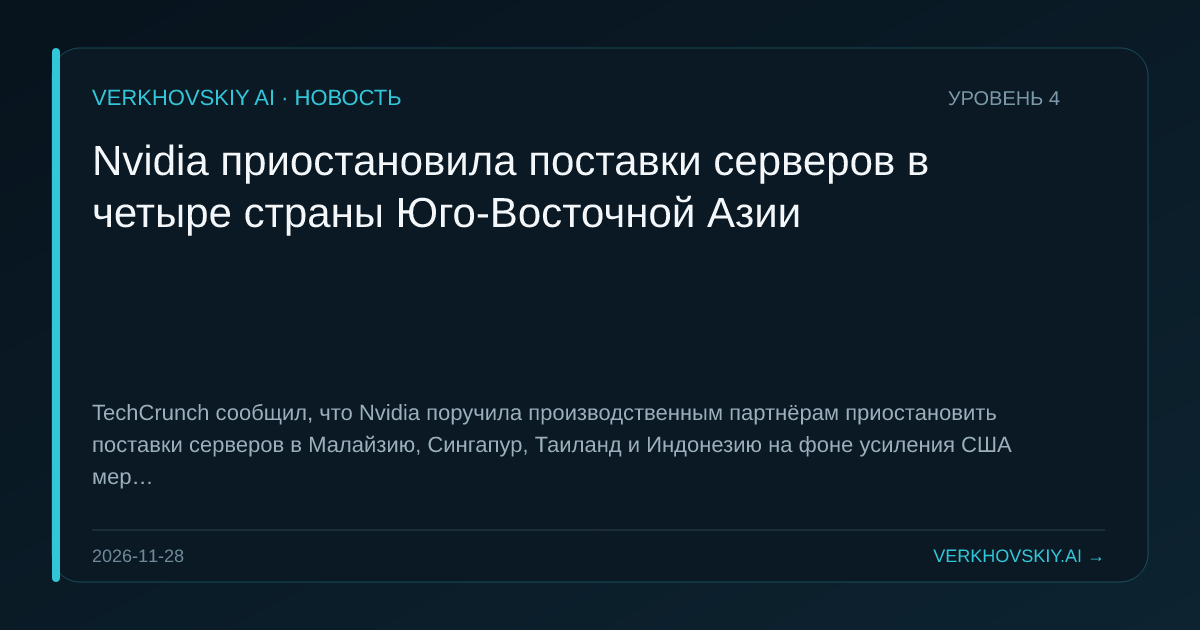 VERKHOVSKIY AI · НОВОСТЬ
УРОВЕНЬ 4
Nvidia приостановила поставки серверов в
четыре страны Юго-Восточной Азии
TechCrunch сообщил, что Nvidia поручила производственным партнёрам приостановить
поставки серверов в Малайзию, Сингапур, Таиланд и Индонезию на фоне усиления США
мер…
2026-11-28
VERKHOVSKIY.AI →